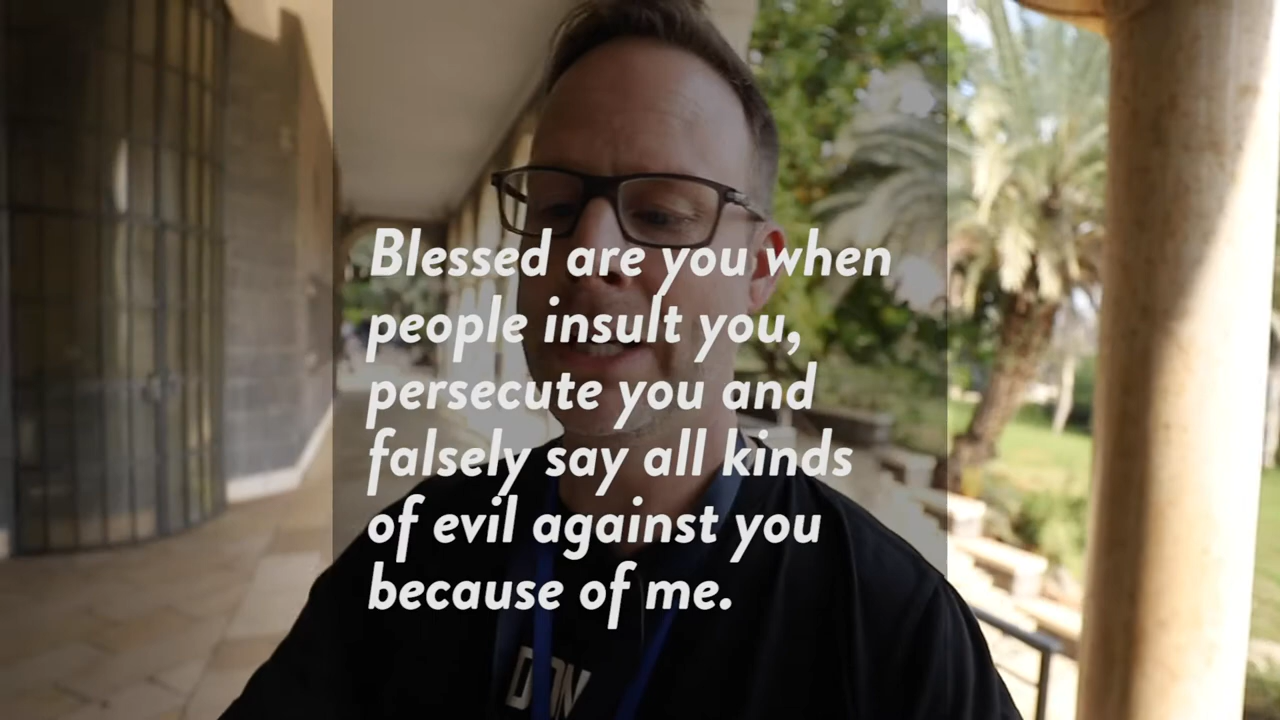 Blessed are you when
people insult you,
persecute you and
falsely say all kinds
of evil against you
because of me.